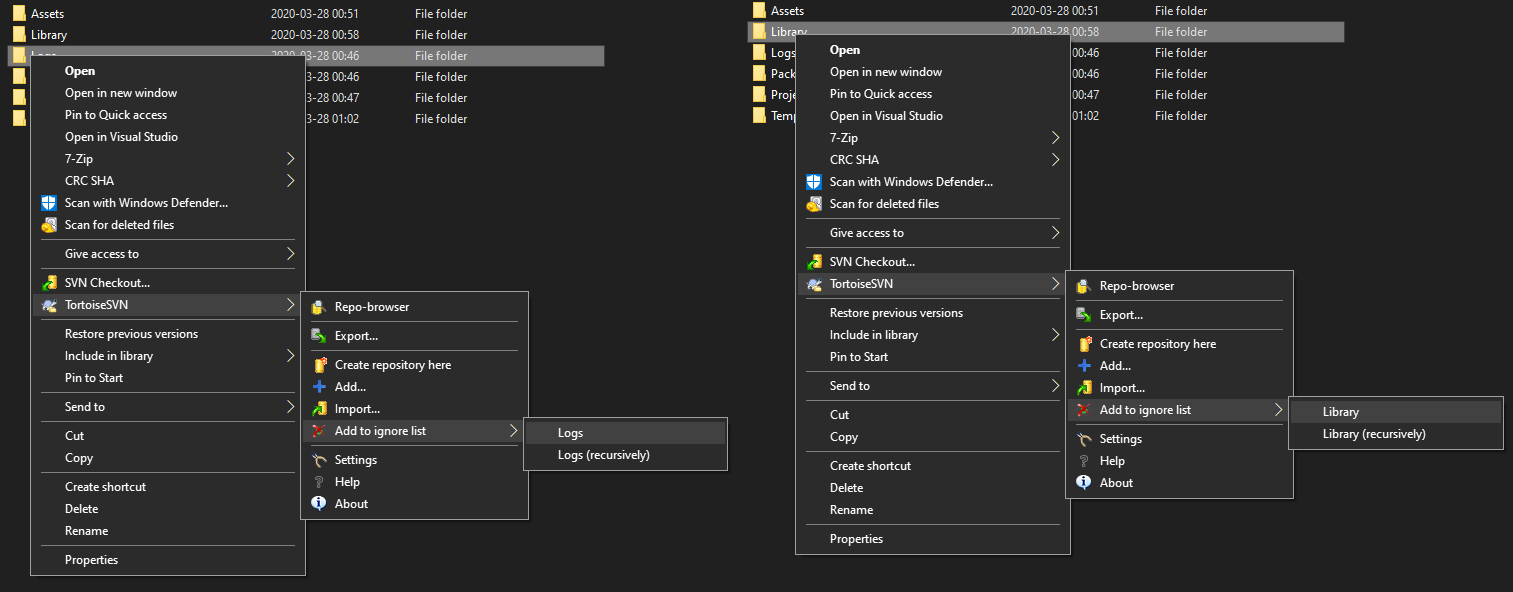 Assets 2020-03-28 00:51 File folder
Library 2020-03-28 00:58 File folder
Logs 2020-03-28 00:46 File folder
3-28 00:46 File folder
3-28 00:47 File folder
3-28 01:02 File folder
Open
Open in new window
Pin to Quick access
Open in Visual Studio
7-Zip
CRC SHA
Scan with Windows Defender...
Scan for deleted files
Give access to
SVN Checkout...
TortoiseSVN
Restore previous versions
Include in library
Pin to Start
Send to
Cut
Copy
Create shortcut
Delete
Rename
Properties
Repo-browser
Export...
Create repository here
Add...
Import...
Add to ignore list
Settings
Help
About
Logs
Logs (recursively)
Assets 2020-03-28 00:51 File folder
Library 2020-03-28 00:58 File folder
Logs 00:46 File folder
Pack 00:46 File folder
Proje 00:47 File folder
Temp 01:02 File folder
Open
Open in new window
Pin to Quick access
Open in Visual Studio
7-Zip
CRC SHA
Scan with Windows Defender...
Scan for deleted files
Give access to
SVN Checkout...
TortoiseSVN
Restore previous versions
Include in library
Pin to Start
Send to
Cut
Copy
Create shortcut
Delete
Rename
Properties
Repo-browser
Export...
Create repository here
Add...
Import...
Add to ignore list
Settings
Help
About
Library
Library (recursively)